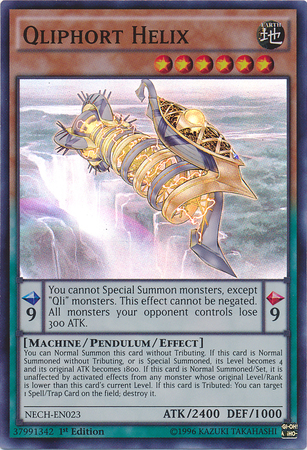 Qliphort Helix
EARTH
地
You cannot Special Summon monsters, except
"Qli" monsters. This effect cannot be negated.
All monsters your opponent controls lose
300 ATK.
9
9
[Machine / Pendulum / Effect]
You can Normal Summon this card without Tributing. If this card is Normal
Summoned without Tributing, or is Special Summoned, its Level becomes 4
and its original ATK becomes 1800. If this card is Normal Summoned/Set, it is
unaffected by activated effects from any monster whose original Level/Rank
is lower than this card's current Level. If this card is Tributed: You can target
1 Spell/Trap Card on the field; destroy it.
NECH-EN023
ATK/2400 DEF/1000
37991342 1st Edition
©1996 KAZUKI TAKAHASHI